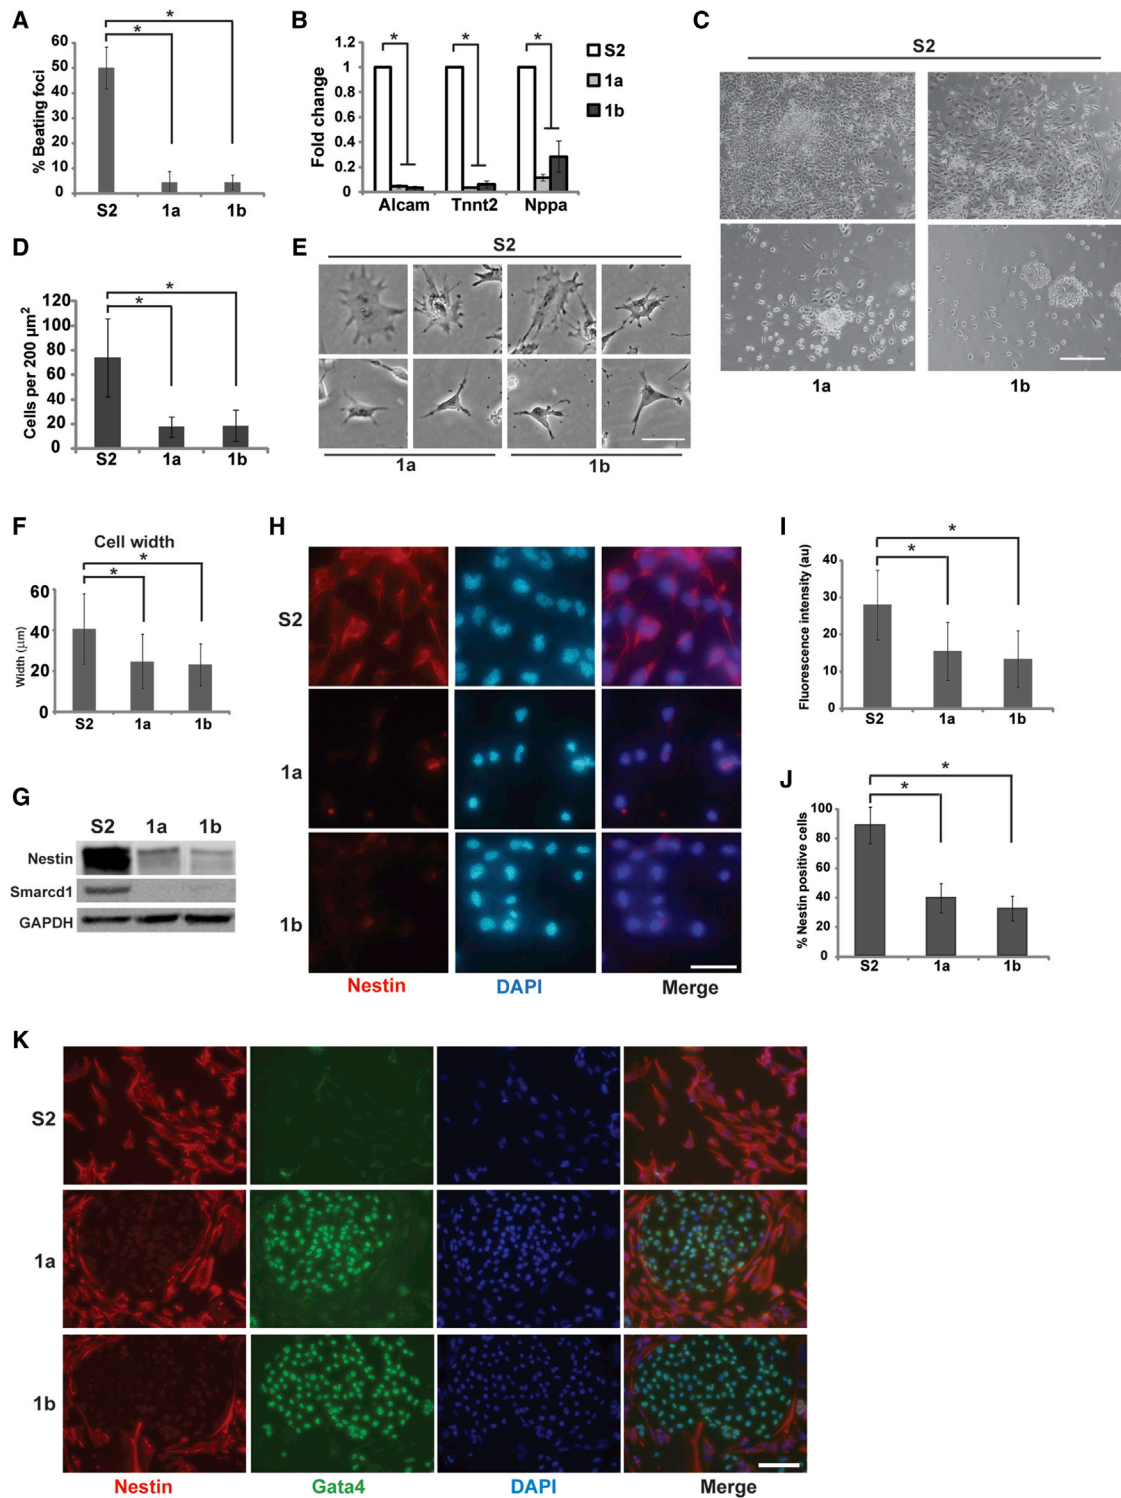 A
*
*
% Beating foci
60
50
40
30
20
10
0
S2 1a 1b
B
* * *
Fold change
1.2
1
0.8
0.6
0.4
0.2
0
Alcam Tnnt2 Nppa
S2
1a
1b
C
S2
1a 1b
D
*
*
Cells per 200 µm2
120
100
80
60
40
20
0
S2 1a 1b
E
S2
1a 1b
F
Cell width
*
*
Width (µm)
60
40
20
0
S2 1a 1b
G
S2 1a 1b
Nestin
Smarcd1
GAPDH
H
S2
1a
1b
Nestin DAPI Merge
I
*
*
Fluorescence intensity (au)
40
30
20
10
0
S2 1a 1b
J
*
*
% Nestin positive cells
100
80
60
40
20
0
S2 1a 1b
K
S2
1a
1b
Nestin Gata4 DAPI Merge